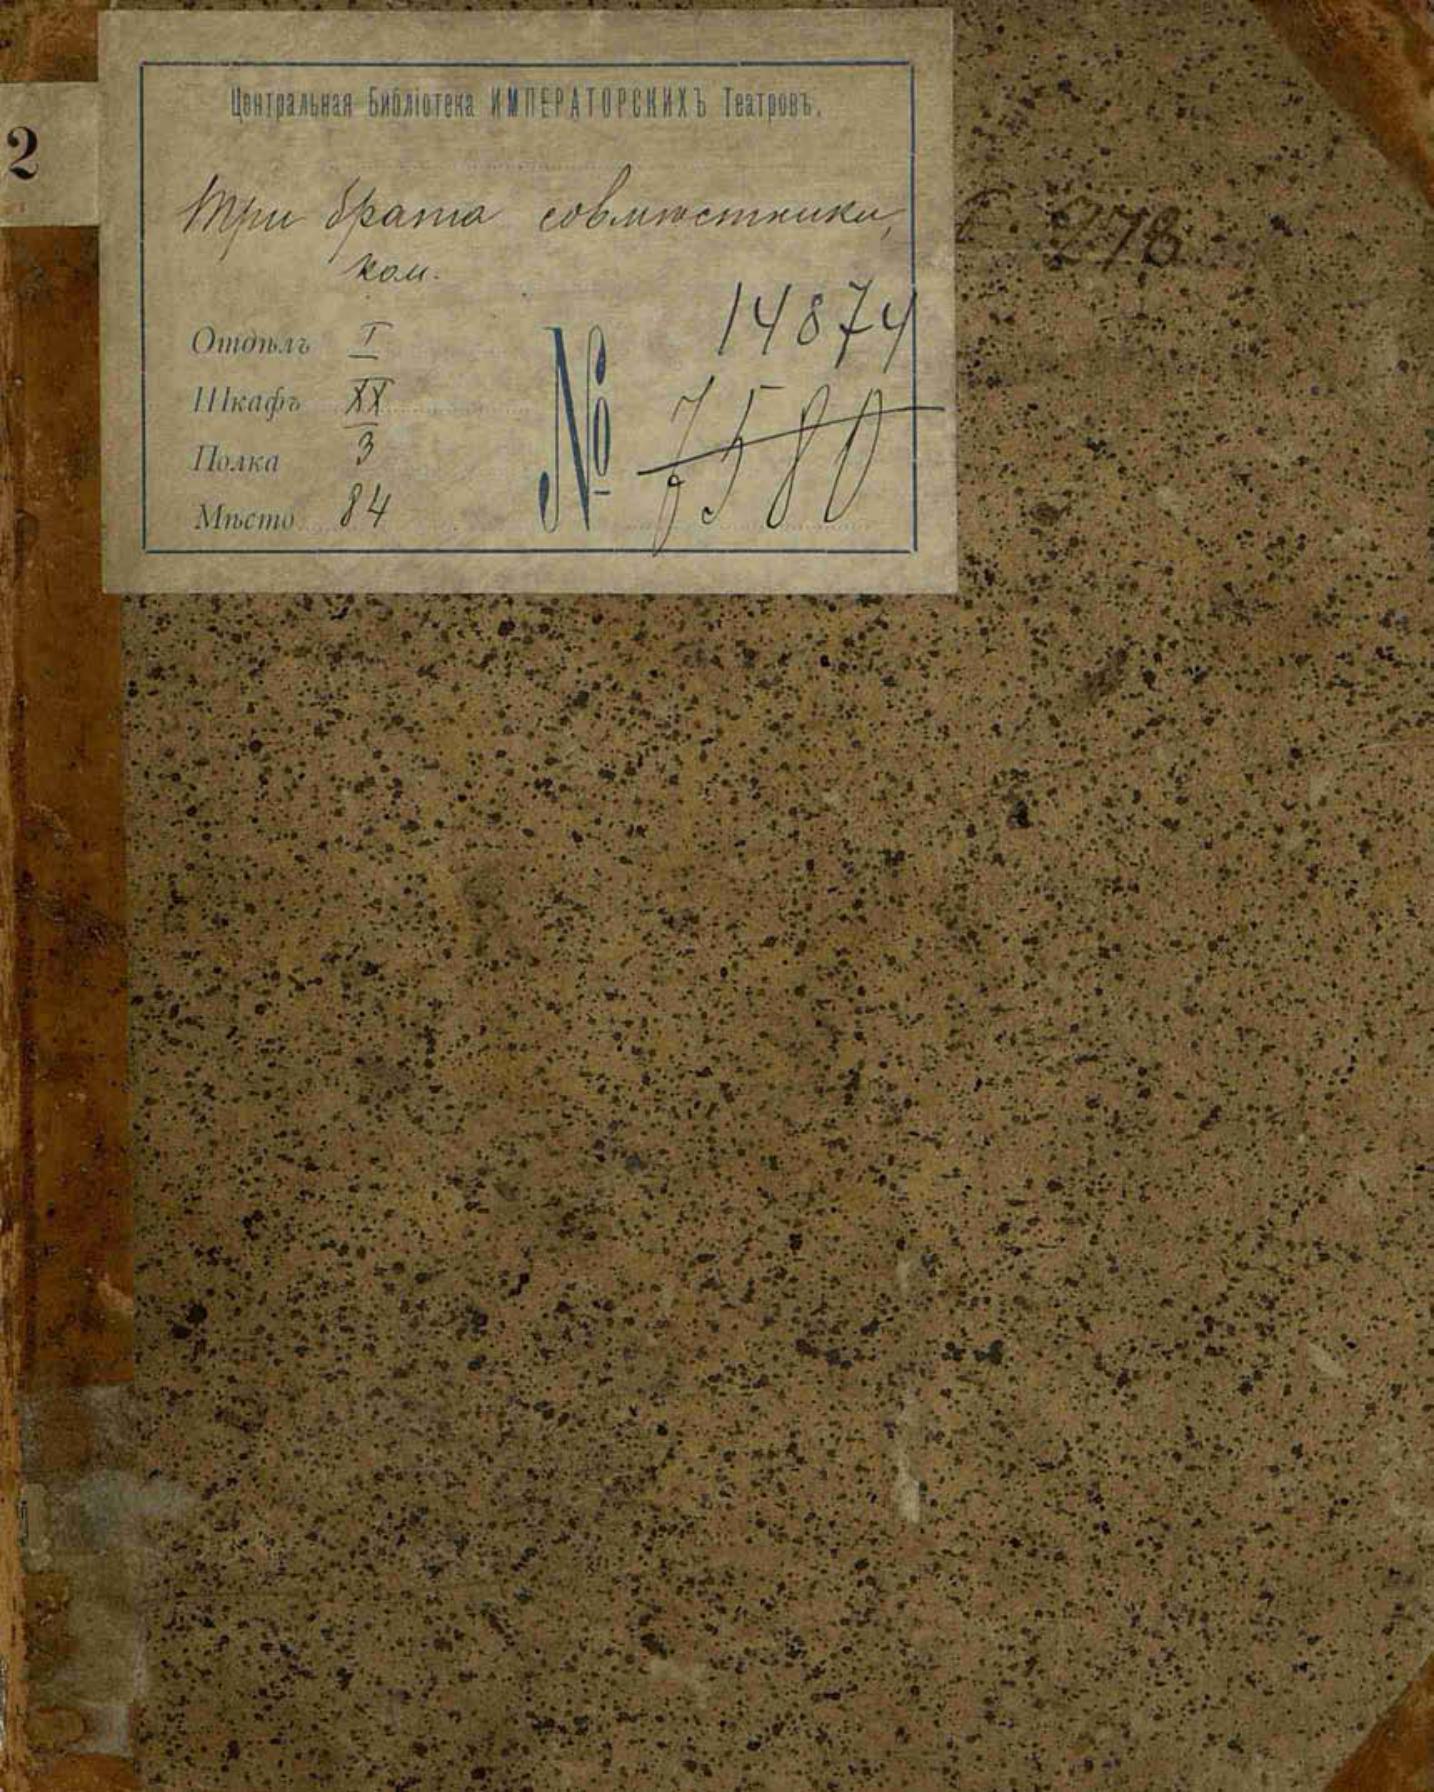 2
Центральная Библіотека ИМПЕРАТОРСКИХЪ Театровъ.
Три брата совмѣстники,
ком.
14874
Отдѣлъ I
Шкафъ XX
Полка 3
Мѣсто 84
№ 7580
278